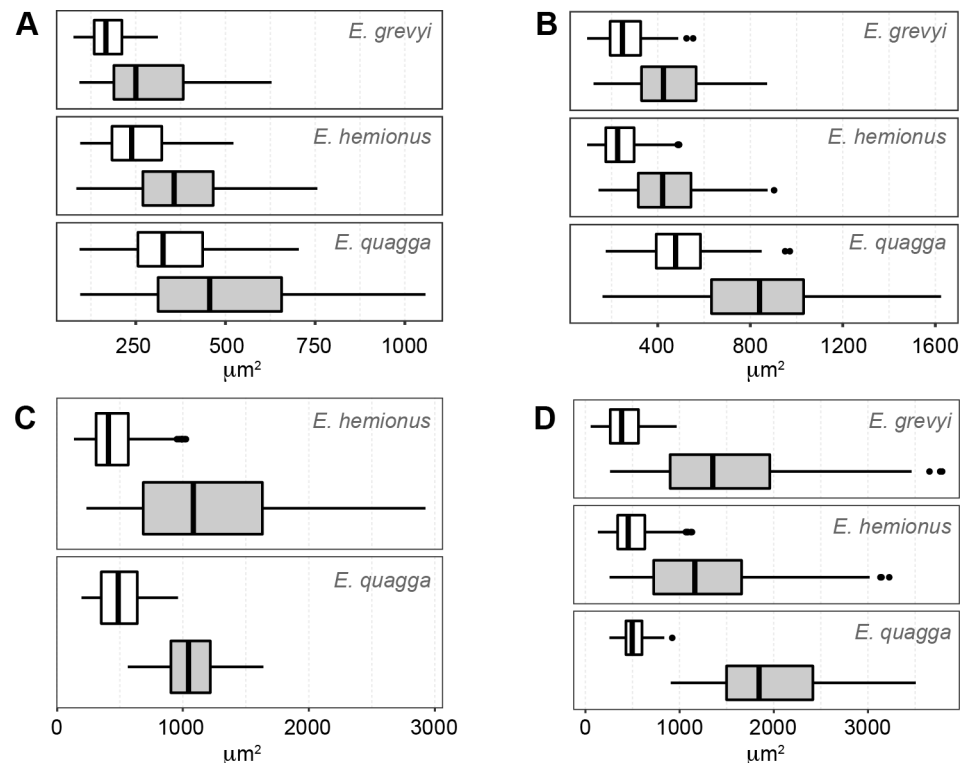 A
E. grevyi
E. hemionus
E. quagga
250 500 750 1000
μm²
B
E. grevyi
E. hemionus
E. quagga
400 800 1200 1600
μm²
C
E. hemionus
E. quagga
0 1000 2000 3000
μm²
D
E. grevyi
E. hemionus
E. quagga
0 1000 2000 3000
μm²